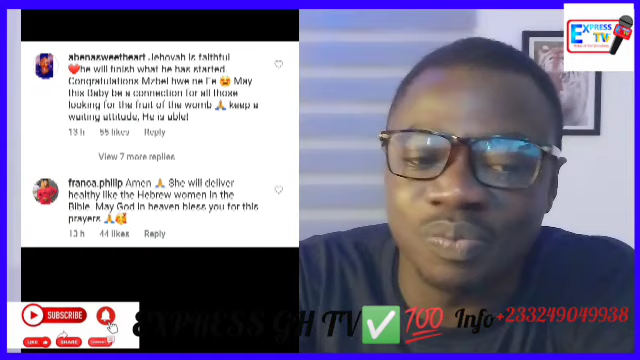 EXPRESS
TV
abenasweetheart Jehovah is faithful
❤️he will finish what he has started.
May
this Baby be a connection for all those
looking for the fruit of the womb 🙏 keep a
waiting attitude, He is able!
13 h 55 likes Reply
View 7 more replies
franca.philip Amen 🙏 She will deliver
healthy like the Hebrew women in the
Bible. May God in heaven bless you for this
prayers 🙏🥰
13 h 44 likes Reply
SUBSCRIBE
LIKE SHARE
EXPRESS GH TV✅💯 Info+233249049938